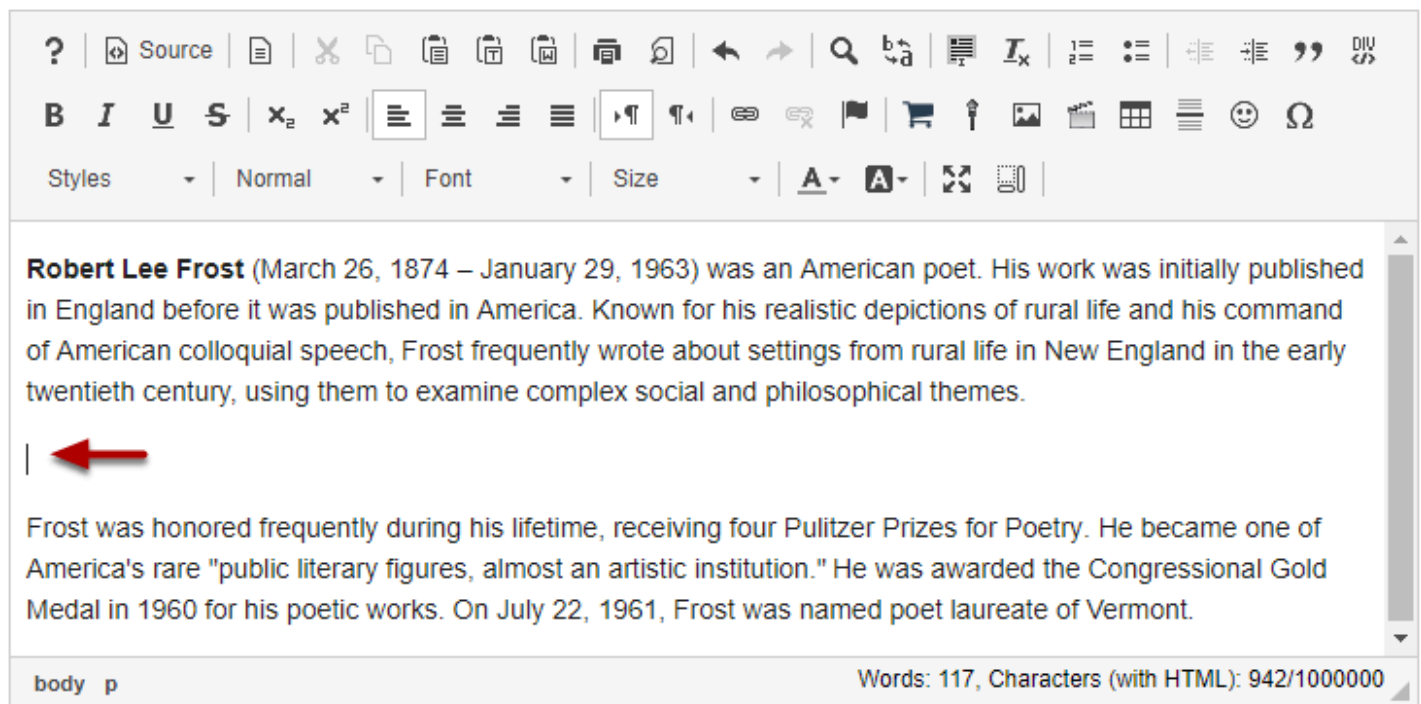 ? Source
DIV
B I U S x₂ x² Ω
Styles Normal Font Size A A
Robert Lee Frost (March 26, 1874 – January 29, 1963) was an American poet. His work was initially published
in England before it was published in America. Known for his realistic depictions of rural life and his command
of American colloquial speech, Frost frequently wrote about settings from rural life in New England in the early
twentieth century, using them to examine complex social and philosophical themes.
Frost was honored frequently during his lifetime, receiving four Pulitzer Prizes for Poetry. He became one of
America's rare "public literary figures, almost an artistic institution." He was awarded the Congressional Gold
Medal in 1960 for his poetic works. On July 22, 1961, Frost was named poet laureate of Vermont.
body p Words: 117, Characters (with HTML): 942/1000000